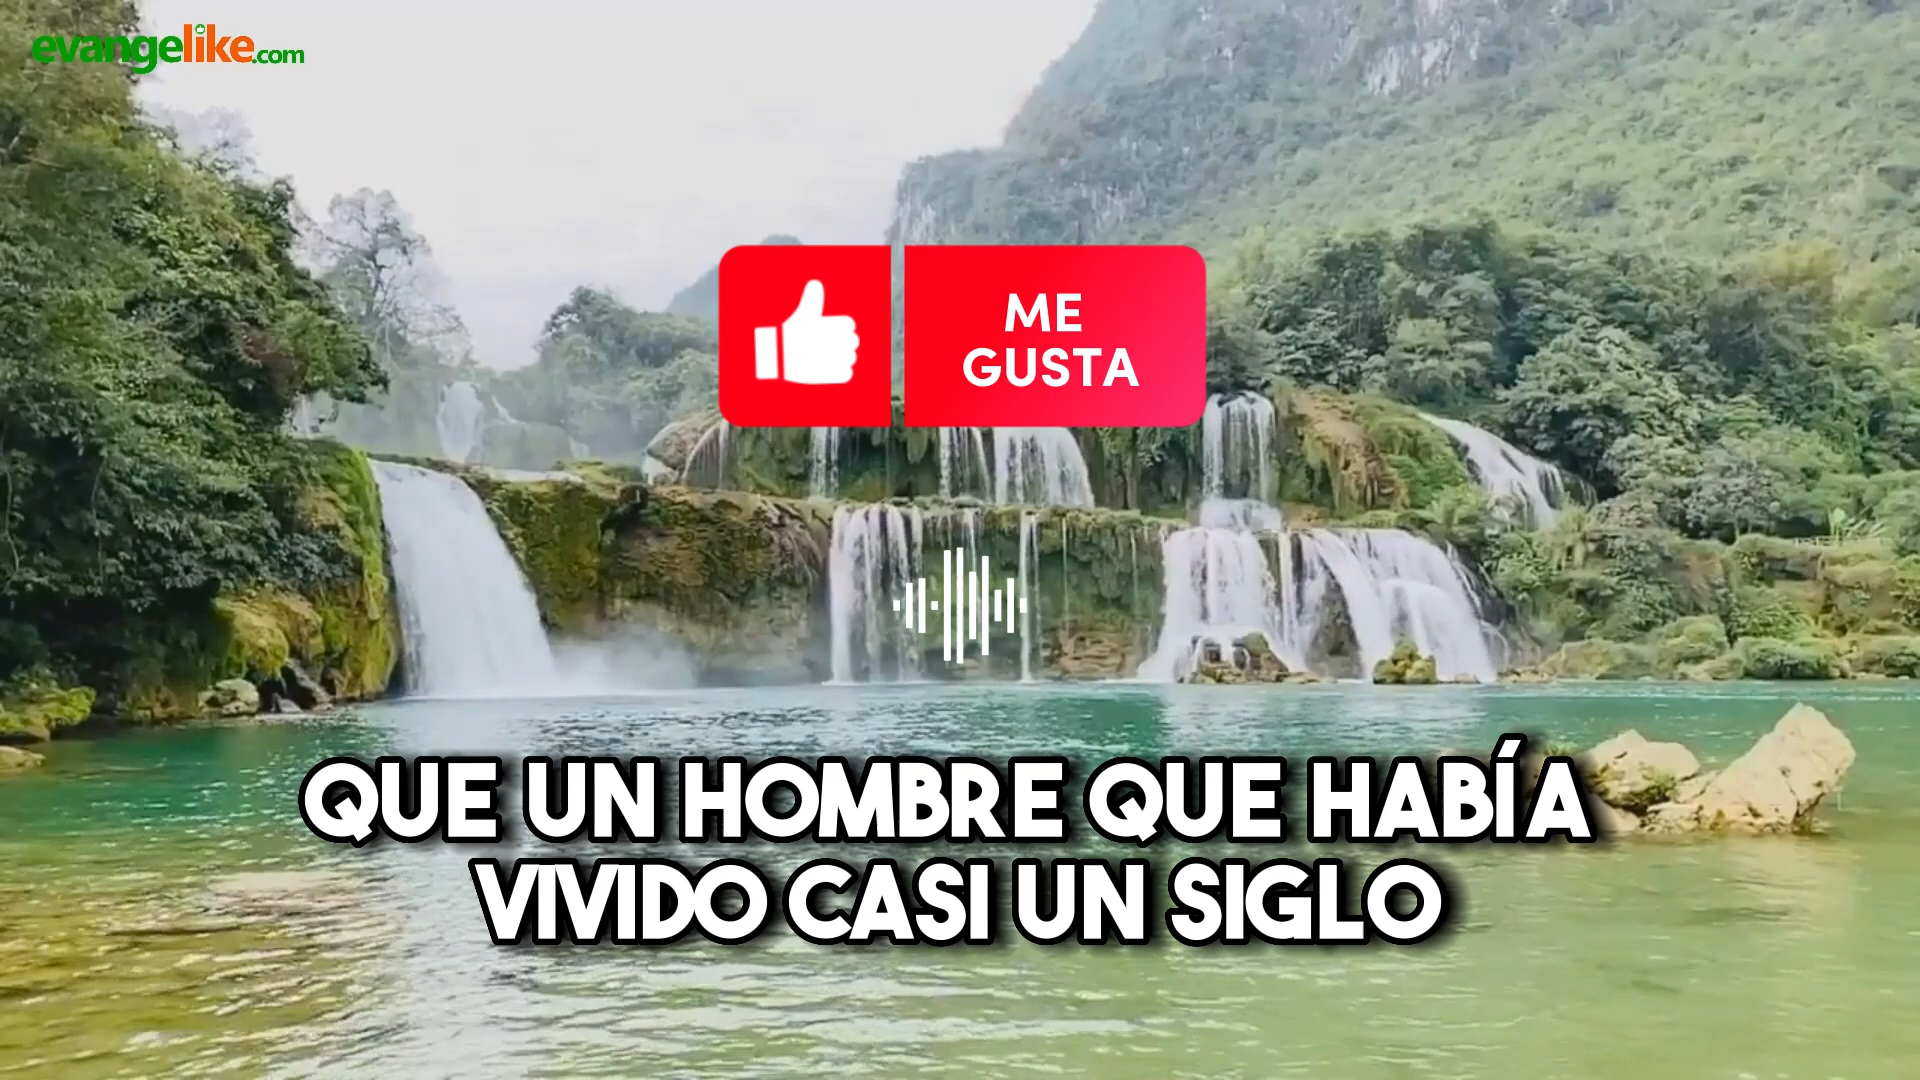 evangelike.com
ME
GUSTA
QUE UN HOMBRE QUE HABÍA
VIVIDO CASI UN SIGLO